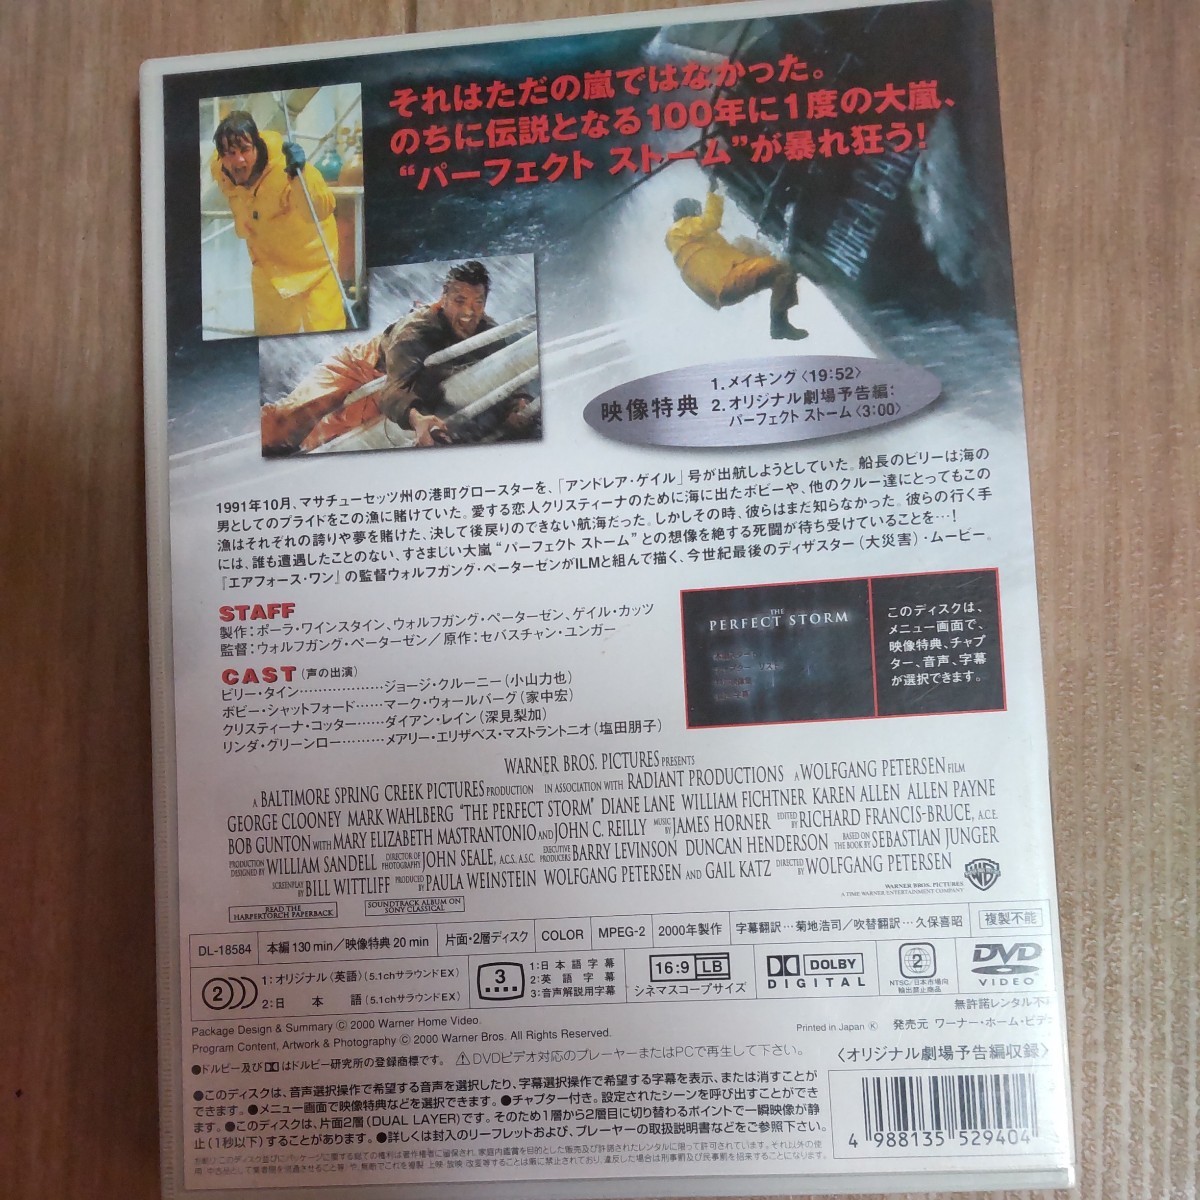 それはただの嵐ではなかった。
のちに伝説となる100年に1度の大嵐、
“パーフェクト ストーム”が暴れ狂う!
映像特典
1.メイキング〈19:52〉
2.オリジナル劇場予告編:
パーフェクト ストーム〈3:00〉
1991年10月、マサチューセッツ州の港町グロースターを、「アンドレア・ゲイル」号が出航しようとしていた。船長のビリーは海の
男としてのプライドをこの漁に賭けていた。愛する恋人クリスティーナのために海に出たボビーや、他のクルー達にとってもこの
漁はそれぞれの誇りや夢を賭けた、決して後戻りのできない航海だった。しかしその時、彼らはまだ知らなかった。彼らの行く手
には、誰も遭遇したことのない、すさまじい大嵐“パーフェクト ストーム”との想像を絶する死闘が待ち受けていることを…!
『エアフォース・ワン』の監督ウォルフガング・ペーターゼンがILMと組んで描く、今世紀最後のディザスター(大災害)・ムービー。
STAFF
製作:ポーラ・ワインスタイン、ウォルフガング・ペーターゼン、ゲイル・カッツ
監督:ウォルフガング・ペーターゼン/原作:セバスチャン・ユンガー
CAST(声の出演)
ビリー・タイン………………ジョージ・クルーニー(小山力也)
ボビー・シャットフォード……マーク・ウォールバーグ(家中宏)
クリスティーナ・コッター……ダイアン・レイン(深見梨加)
リンダ・グリーンロー………メアリー・エリザベス・マストラントニオ(塩田朋子)
THE
PERFECT STORM
このディスクは、
メニュー画面で、
映像特典、チャプ
ター、音声、字幕
が選択できます。
WARNER BROS. PICTURES PRESENTS
A BALTIMORE SPRING CREEK PICTURES PRODUCTION IN ASSOCIATION WITH RADIANT PRODUCTIONS A WOLFGANG PETERSEN FILM
GEORGE CLOONEY MARK WAHLBERG "THE PERFECT STORM" DIANE LANE WILLIAM FICHTNER KAREN ALLEN ALLEN PAYNE
BOB GUNTON WITH MARY ELIZABETH MASTRANTONIO AND JOHN C. REILLY MUSIC BY JAMES HORNER EDITED BY RICHARD FRANCIS-BRUCE, A.C.E.
PRODUCTION DESIGNED BY WILLIAM SANDELL DIRECTOR OF PHOTOGRAPHY JOHN SEALE, A.C.S. A.S.C. EXECUTIVE PRODUCERS BARRY LEVINSON DUNCAN HENDERSON BASED ON THE BOOK BY SEBASTIAN JUNGER
SCREENPLAY BY BILL WITTLIFF PRODUCED BY PAULA WEINSTEIN WOLFGANG PETERSEN AND GAIL KATZ DIRECTED BY WOLFGANG PETERSEN
READ THE
HARPERTORCH PAPERBACK
SOUNDTRACK ALBUM ON
SONY CLASSICAL
WARNER BROS. PICTURES
A TIME WARNER ENTERTAINMENT COMPANY
DL-18584 本編 130 min/映像特典 20 min 片面・2層ディスク COLOR MPEG-2 2000年製作 字幕翻訳…菊地浩司/吹替翻訳…久保喜昭 複製不能
2
1:オリジナル〈英語〉(5.1chサラウンドEX)
2:日本語(5.1chサラウンドEX)
3
1:日本語字幕
2:英語字幕
3:音声解説用字幕
16:9 LB
シネマスコープサイズ
DOLBY
DIGITAL
2
NTSC/日本市場向
輸出禁止商品
DVD
VIDEO
無許諾レンタル不
Package Design & Summary © 2000 Warner Home Video.
Program Content, Artwork & Photography © 2000 Warner Bros. All Rights Reserved.
Printed in Japan Ⓚ 発売元 ワーナー・ホーム・ビデ
●ドルビー及びはドルビー研究所の登録商標です。 ⚠DVDビデオ対応のプレーヤーまたはPCで再生して下さい。
〈オリジナル劇場予告編収録〉
●このディスクは、音声選択操作で希望する音声を選択したり、字幕選択操作で希望する字幕を表示、または消すことが
できます。●メニュー画面で映像特典などを選択できます。●チャプター付き。設定されたシーンを呼び出すことができ
ます。●このディスクは、片面2層(DUAL LAYER)です。そのため1層から2層目に切り替わるポイントで一瞬映像が静
止(1秒以下)することがあります。●詳しくは封入のリーフレットおよび、プレーヤーの取扱説明書などをご参照下さい。
4 988135 529404